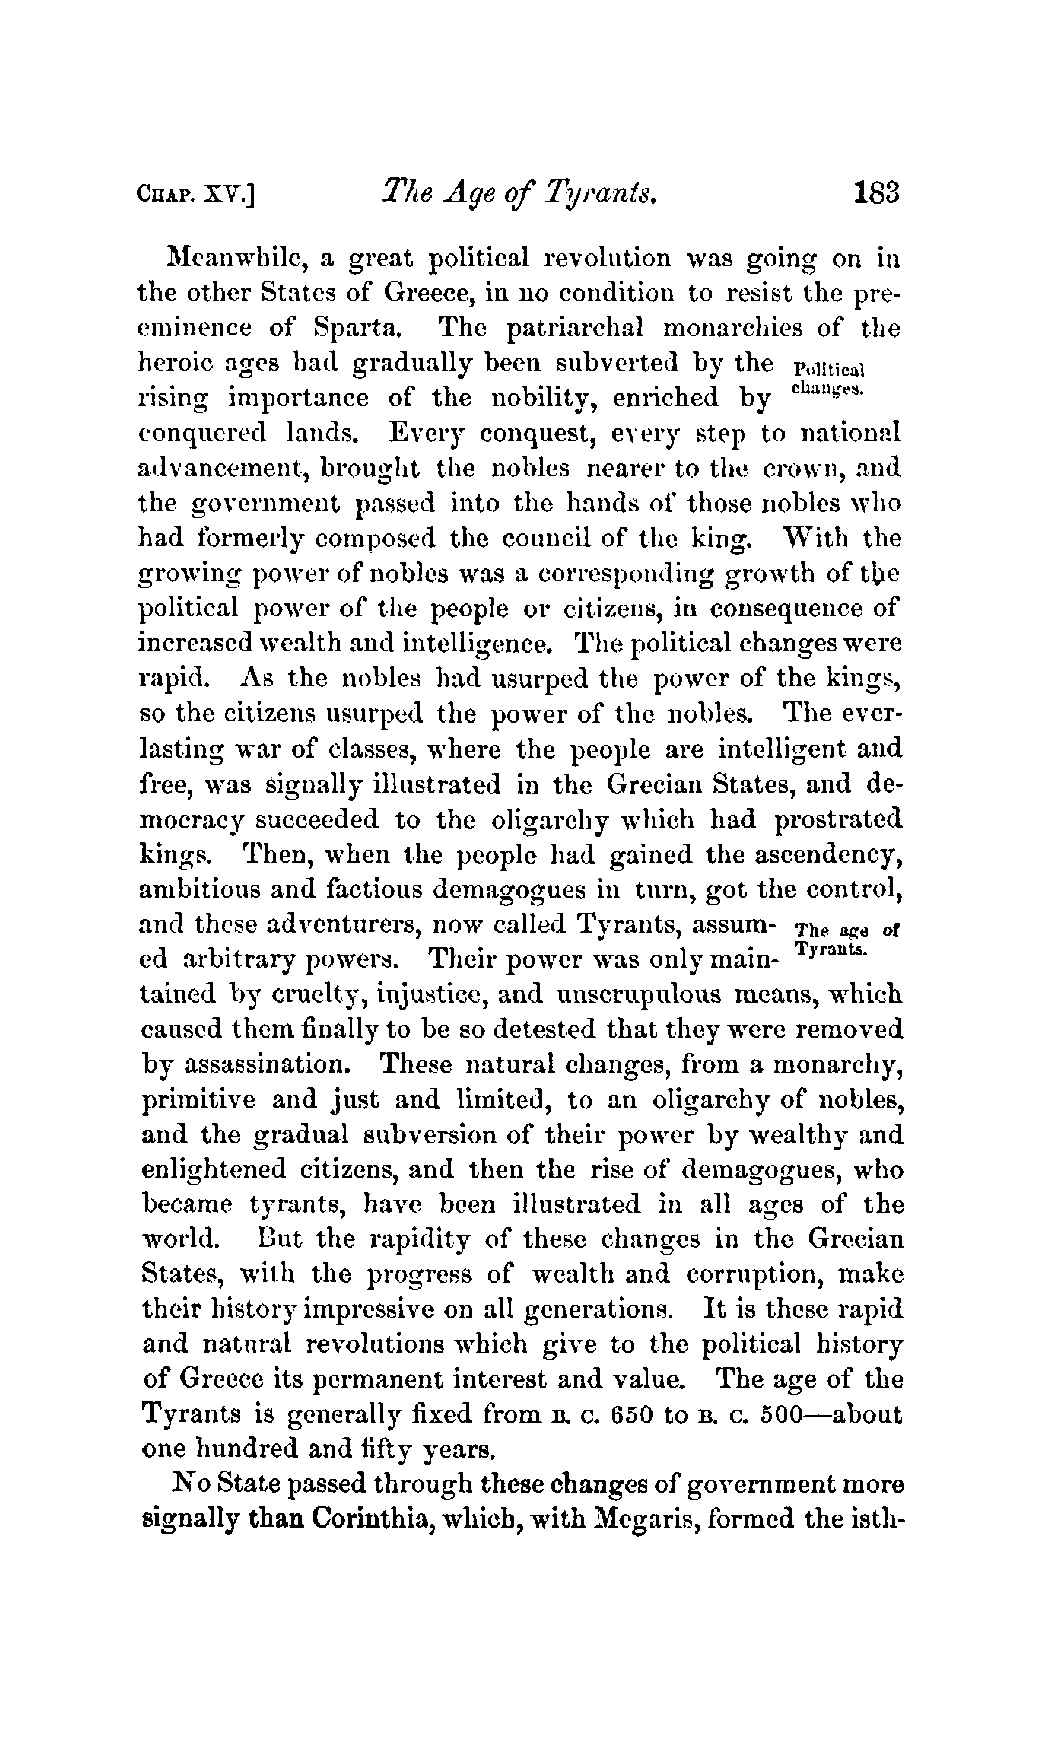 CHAP. XV.] The Age of Tyrants. 183
Meanwhile, a great political revolution was going on in
the other States of Greece, in no condition to resist the pre-
eminence of Sparta. The patriarchal monarchies of the
heroic ages had gradually been subverted by the
Political
changes.
rising importance of the nobility, enriched by
conquered lands. Every conquest, every step to national
advancement, brought the nobles nearer to the crown, and
the government passed into the hands of those nobles who
had formerly composed the council of the king. With the
growing power of nobles was a corresponding growth of the
political power of the people or citizens, in consequence of
increased wealth and intelligence. The political changes were
rapid. As the nobles had usurped the power of the kings,
so the citizens usurped the power of the nobles. The ever-
lasting war of classes, where the people are intelligent and
free, was signally illustrated in the Grecian States, and de-
mocracy succeeded to the oligarchy which had prostrated
kings. Then, when the people had gained the ascendency,
ambitious and factious demagogues in turn, got the control,
and these adventurers, now called Tyrants, assum-
The age of
Tyrants.
ed arbitrary powers. Their power was only main-
tained by cruelty, injustice, and unscrupulous means, which
caused them finally to be so detested that they were removed
by assassination. These natural changes, from a monarchy,
primitive and just and limited, to an oligarchy of nobles,
and the gradual subversion of their power by wealthy and
enlightened citizens, and then the rise of demagogues, who
became tyrants, have been illustrated in all ages of the
world. But the rapidity of these changes in the Grecian
States, with the progress of wealth and corruption, make
their history impressive on all generations. It is these rapid
and natural revolutions which give to the political history
of Greece its permanent interest and value. The age of the
Tyrants is generally fixed from B. C. 650 to B. C. 500—about
one hundred and fifty years.
No State passed through these changes of government more
signally than Corinthia, which, with Megaris, formed the isth-